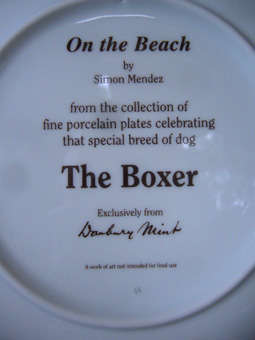 On the Beach
by
Simon Mendez
from the collection of
fine porcelain plates celebrating
that special breed of dog
The Boxer
Exclusively from
Danbury Mint
A work of art not intended for food use